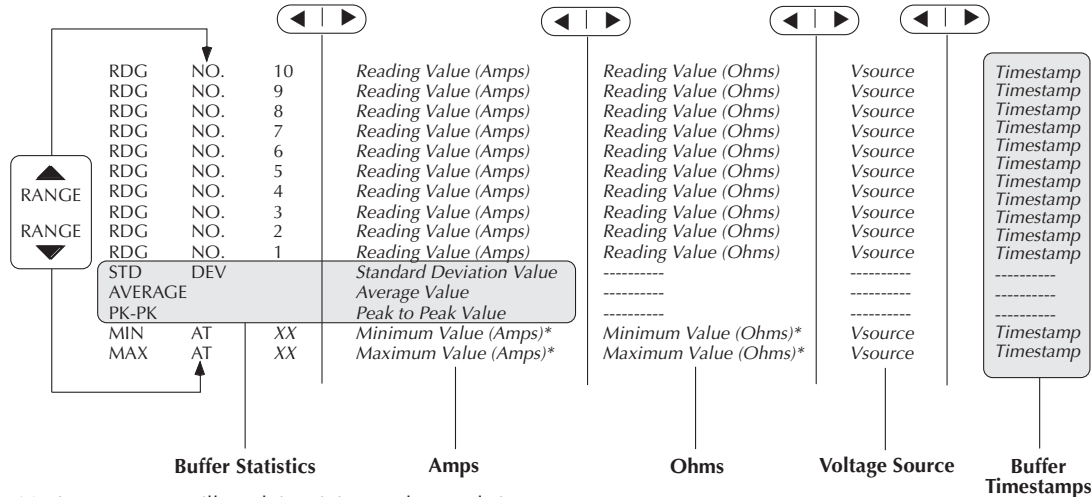 RDG NO. 10 Reading Value (Amps) Reading Value (Ohms) Vsource Timestamp
RDG NO. 9 Reading Value (Amps) Reading Value (Ohms) Vsource Timestamp
RDG NO. 8 Reading Value (Amps) Reading Value (Ohms) Vsource Timestamp
RDG NO. 7 Reading Value (Amps) Reading Value (Ohms) Vsource Timestamp
RDG NO. 6 Reading Value (Amps) Reading Value (Ohms) Vsource Timestamp
RDG NO. 5 Reading Value (Amps) Reading Value (Ohms) Vsource Timestamp
RANGE RDG NO. 4 Reading Value (Amps) Reading Value (Ohms) Vsource Timestamp
RDG NO. 3 Reading Value (Amps) Reading Value (Ohms) Vsource Timestamp
RANGE RDG NO. 2 Reading Value (Amps) Reading Value (Ohms) Vsource Timestamp
RDG NO. 1 Reading Value (Amps) Reading Value (Ohms) Vsource Timestamp
STD DEV Standard Deviation Value ---------- ---------- ----------
AVERAGE Average Value ---------- ---------- ----------
PK-PK Peak to Peak Value ---------- ---------- ----------
MIN AT XX Minimum Value (Amps)* Minimum Value (Ohms)* Vsource Timestamp
MAX AT XX Maximum Value (Amps)* Maximum Value (Ohms)* Vsource Timestamp
Buffer Statistics Amps Ohms Voltage Source Buffer Timestamps